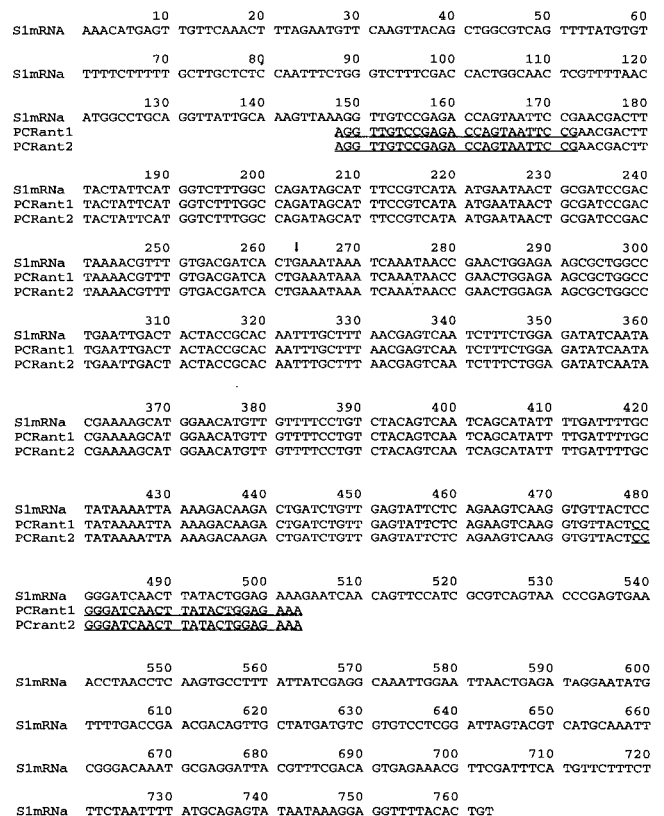 10 20 30 40 50 60
S1mRNA AAACATGAGT TGTTCAAACT TTAGAATGTT CAAGTTACAG CTGGCGTCAG TTTTATGTGT
70 80 90 100 110 120
S1mRNA TTTTCTTTTT GCTTGCTCTC CAATTTCTGG GTCTTTCGAC CACTGGCAAC TCGTTTTAAC
130 140 150 160 170 180
S1mRNa ATGGCCTGCA GGTTATTGCA AAGTTAAAGG TTGTCCGAGA CCAGTAATTC CGAACGACTT
PCRant1 AGG TTGTCCGAGA CCAGTAATTC CGAACGACTT
PCRant2 AGG TTGTCCGAGA CCAGTAATTC CGAACGACTT
190 200 210 220 230 240
S1mRNa TACTATTCAT GGTCTTTGGC CAGATAGCAT TTCCGTCATA ATGAATAACT GCGATCCGAC
PCRant1 TACTATTCAT GGTCTTTGGC CAGATAGCAT TTCCGTCATA ATGAATAACT GCGATCCGAC
PCRant2 TACTATTCAT GGTCTTTGGC CAGATAGCAT TTCCGTCATA ATGAATAACT GCGATCCGAC
250 260 ↓ 270 280 290 300
S1mRNa TAAAACGTTT GTGACGATCA CTGAAATAAA TCAAATAACC GAACTGGAGA AGCGCTGGCC
PCRant1 TAAAACGTTT GTGACGATCA CTGAAATAAA TCAAATAACC GAACTGGAGA AGCGCTGGCC
PCRant2 TAAAACGTTT GTGACGATCA CTGAAATAAA TCAAATAACC GAACTGGAGA AGCGCTGGCC
310 320 330 340 350 360
S1mRNa TGAATTGACT ACTACCGCAC AATTTGCTTT AACGAGTCAA TCTTTCTGGA GATATCAATA
PCRant1 TGAATTGACT ACTACCGCAC AATTTGCTTT AACGAGTCAA TCTTTCTGGA GATATCAATA
PCRant2 TGAATTGACT ACTACCGCAC AATTTGCTTT AACGAGTCAA TCTTTCTGGA GATATCAATA
370 380 390 400 410 420
S1mRNa CGAAAAGCAT GGAACATGTT GTTTTCCTGT CTACAGTCAA TCAGCATATT TTGATTTTGC
PCRant1 CGAAAAGCAT GGAACATGTT GTTTTCCTGT CTACAGTCAA TCAGCATATT TTGATTTTGC
PCRant2 CGAAAAGCAT GGAACATGTT GTTTTCCTGT CTACAGTCAA TCAGCATATT TTGATTTTGC
430 440 450 460 470 480
S1mRNa TATAAAATTA AAAGACAAGA CTGATCTGTT GAGTATTCTC AGAAGTCAAG GTGTTACTCC
PCRant1 TATAAAATTA AAAGACAAGA CTGATCTGTT GAGTATTCTC AGAAGTCAAG GTGTTACTCC
PCRant2 TATAAAATTA AAAGACAAGA CTGATCTGTT GAGTATTCTC AGAAGTCAAG GTGTTACTCC
490 500 510 520 530 540
S1mRNa GGGATCAACT TATACTGGAG AAAGAATCAA CAGTTCCATC GCGTCAGTAA CCCGAGTGAA
PCRant1 GGGATCAACT TATACTGGAG AAA
PCrant2 GGGATCAACT TATACTGGAG AAA
550 560 570 580 590 600
S1mRNa ACCTAACCTC AAGTGCCTTT ATTATCGAGG CAAATTGGAA TTAACTGAGA TAGGAATATG
610 620 630 640 650 660
S1mRNa TTTTGACCGA ACGACAGTTG CTATGATGTC GTGTCCTCGG ATTAGTACGT CATGCAAATT
670 680 690 700 710 720
S1mRNa CGGGACAAAT GCGAGGATTA CGTTTCGACA GTGAGAAACG TTCGATTTCA TGTTCTTTCT
730 740 750 760
S1mRNa TTCTAATTTT ATGCAGAGTA TAATAAAGGA GGTTTTACAC TGT